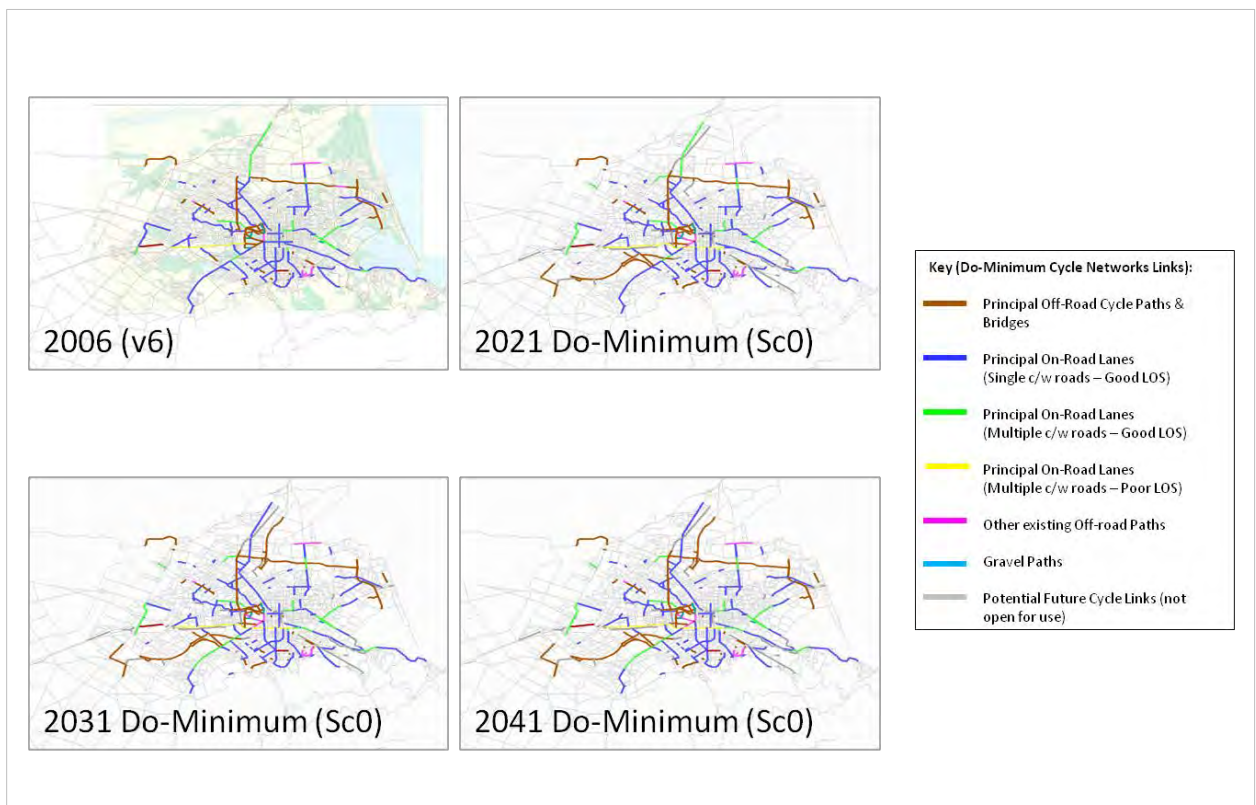 2006 (v6)
2021 Do-Minimum (Sc0)
2031 Do-Minimum (Sc0)
2041 Do-Minimum (Sc0)
Key (Do-Minimum Cycle Networks Links):
Principal Off-Road Cycle Paths &
Bridges
Principal On-Road Lanes
(Single c/w roads – Good LOS)
Principal On-Road Lanes
(Multiple c/w roads – Good LOS)
Principal On-Road Lanes
(Multiple c/w roads – Poor LOS)
Other existing Off-road Paths
Gravel Paths
Potential Future Cycle Links (not
open for use)